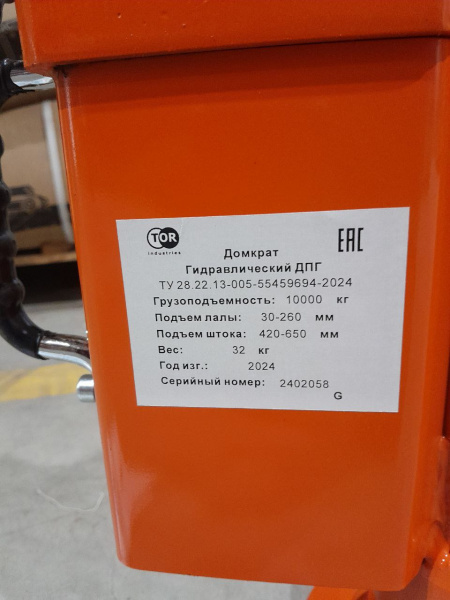 TOR
industries
EAC
Домкрат
Гидравлический ДПГ
ТУ 28.22.13-005-55459694-2024
Грузоподъемность: 10000 кг
Подъем лапы: 30-260 мм
Подъем штока: 420-650 мм
Вес: 32 кг
Год изг.: 2024
Серийный номер: 2402058
G